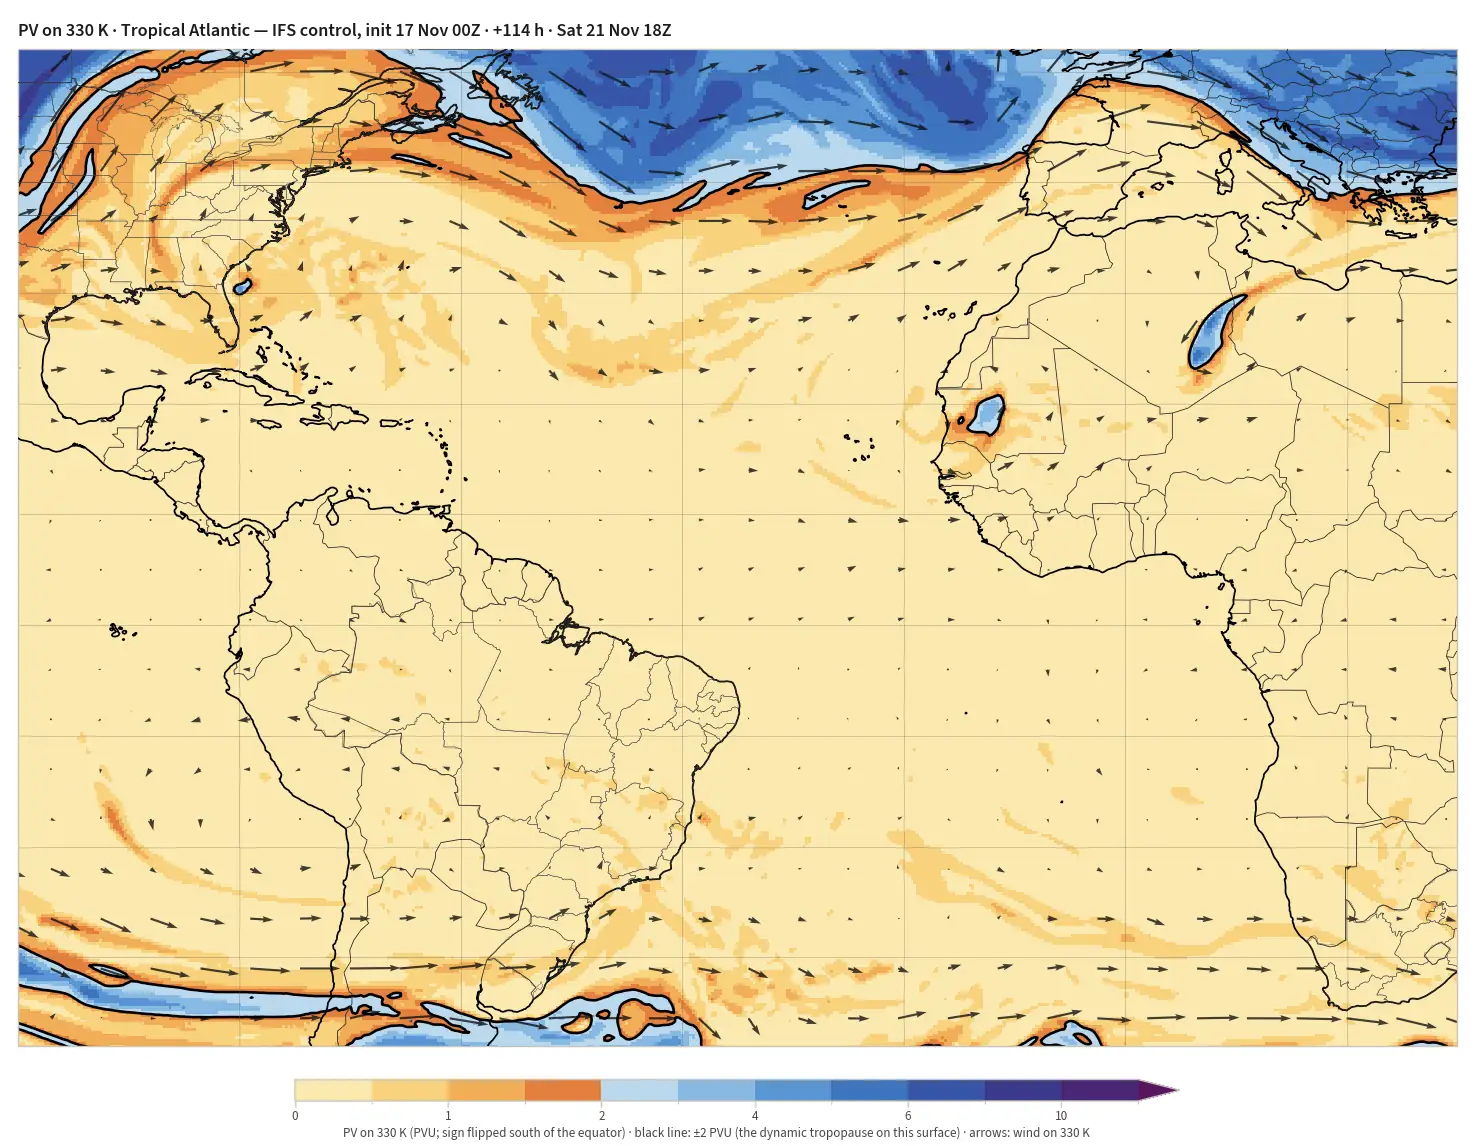 PV on 330 K · Tropical Atlantic — IFS control, init 17 Nov 00Z · +114 h · Sat 21 Nov 18Z
0 1 2 4 6 10
PV on 330 K (PVU; sign flipped south of the equator) · black line: ±2 PVU (the dynamic tropopause on this surface) · arrows: wind on 330 K